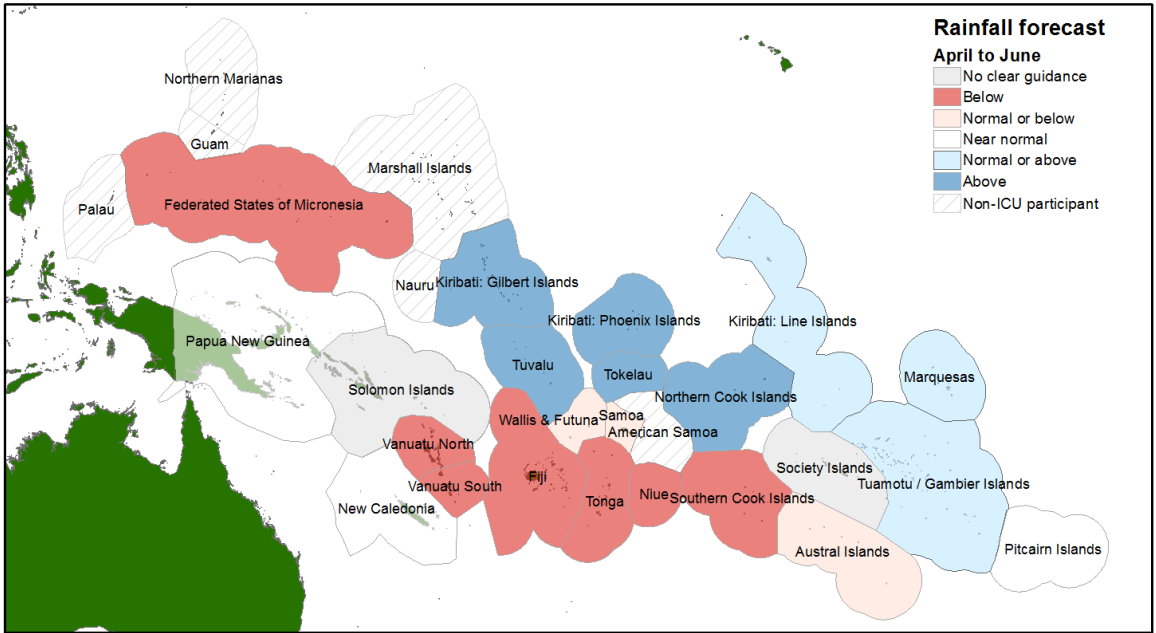 Rainfall forecast
April to June
No clear guidance
Below
Normal or below
Near normal
Normal or above
Above
Non-ICU participant
Northern Marianas
Guam
Marshall Islands
Palau
Federated States of Micronesia
Nauru
Kiribati: Gilbert Islands
Kiribati: Phoenix Islands
Kiribati: Line Islands
Papua New Guinea
Tuvalu
Tokelau
Marquesas
Solomon Islands
Northern Cook Islands
Wallis & Futuna
Samoa
American Samoa
Vanuatu North
Society Islands
Fiji
Vanuatu South
Tuamotu / Gambier Islands
Niue
Southern Cook Islands
Tonga
New Caledonia
Austral Islands
Pitcairn Islands